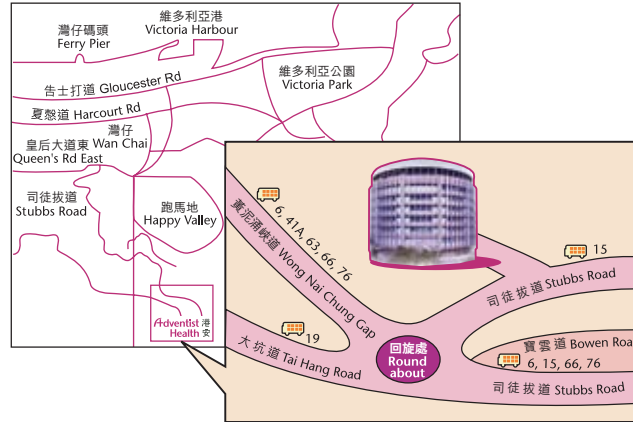 灣仔碼頭
Ferry Pier
維多利亞港
Victoria Harbour
告士打道 Gloucester Rd
維多利亞公園
Victoria Park
夏慤道 Harcourt Rd
灣仔
Wan Chai
皇后大道東
Queen's Rd East
司徒拔道
Stubbs Road
跑馬地
Happy Valley
Adventist
Health
港安
6, 41A, 63, 66, 76
黃泥涌峽道 Wong Nai Chung Gap
15
司徒拔道 Stubbs Road
19
大坑道 Tai Hang Road
回旋處
Round
about
寶雲道 Bowen Roa
6, 15, 66, 76
司徒拔道 Stubbs Road